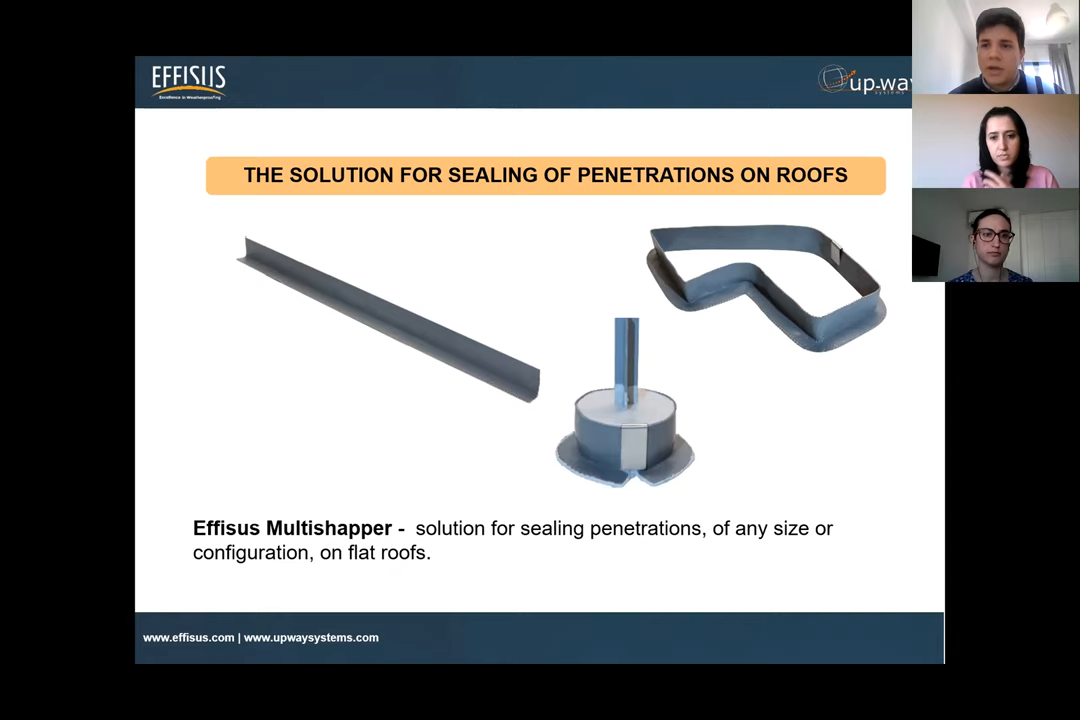 EFFISUS
Excellence in Weatherproofing
up-way
systems
THE SOLUTION FOR SEALING OF PENETRATIONS ON ROOFS
Effisus Multishapper - solution for sealing penetrations, of any size or
configuration, on flat roofs.
www.effisus.com | www.upwaysystems.com